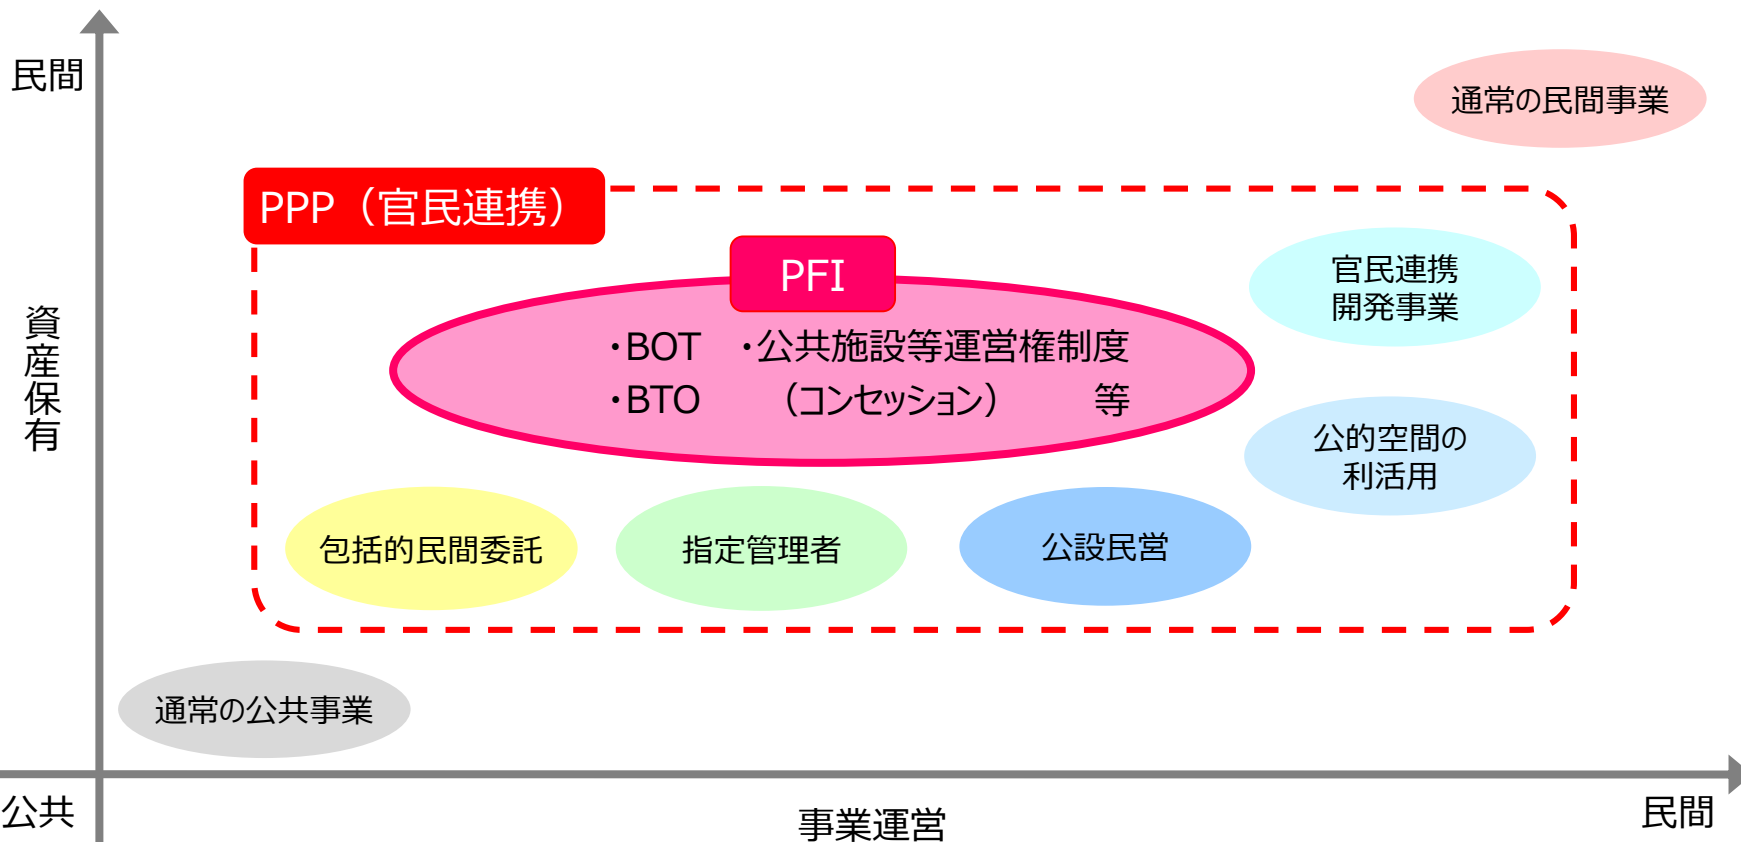 民間
通常の民間事業
PPP（官民連携）
PFI
官民連携
開発事業
資産保有
・BOT　・公共施設等運営権制度
・BTO　　（コンセッション）　　等
公的空間の
利活用
包括的民間委託
指定管理者
公設民営
通常の公共事業
公共
事業運営
民間